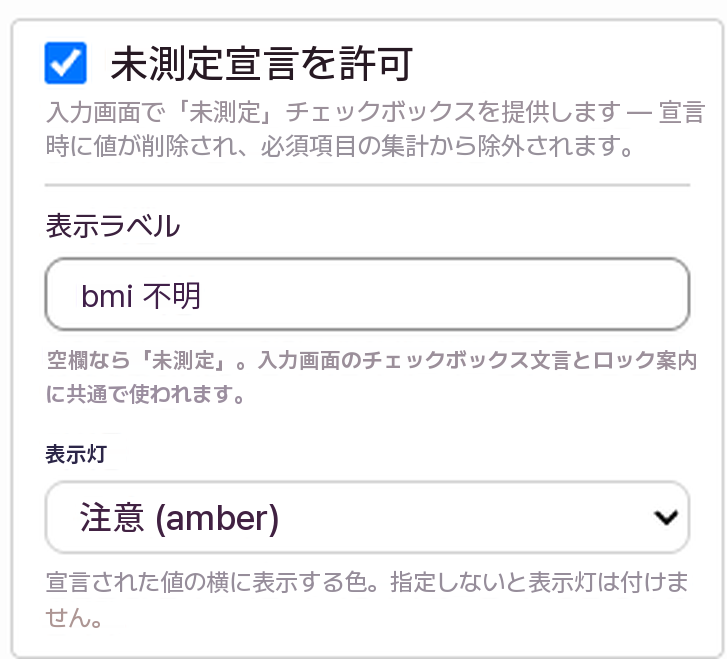 未測定宣言を許可
入力画面で「未測定」チェックボックスを提供します — 宣言
時に値が削除され、必須項目の集計から除外されます。
表示ラベル
bmi 不明
空欄なら「未測定」。入力画面のチェックボックス文言とロック案内
に共通で使われます。
表示灯
注意 (amber)
宣言された値の横に表示する色。指定しないと表示灯は付けま
せん。